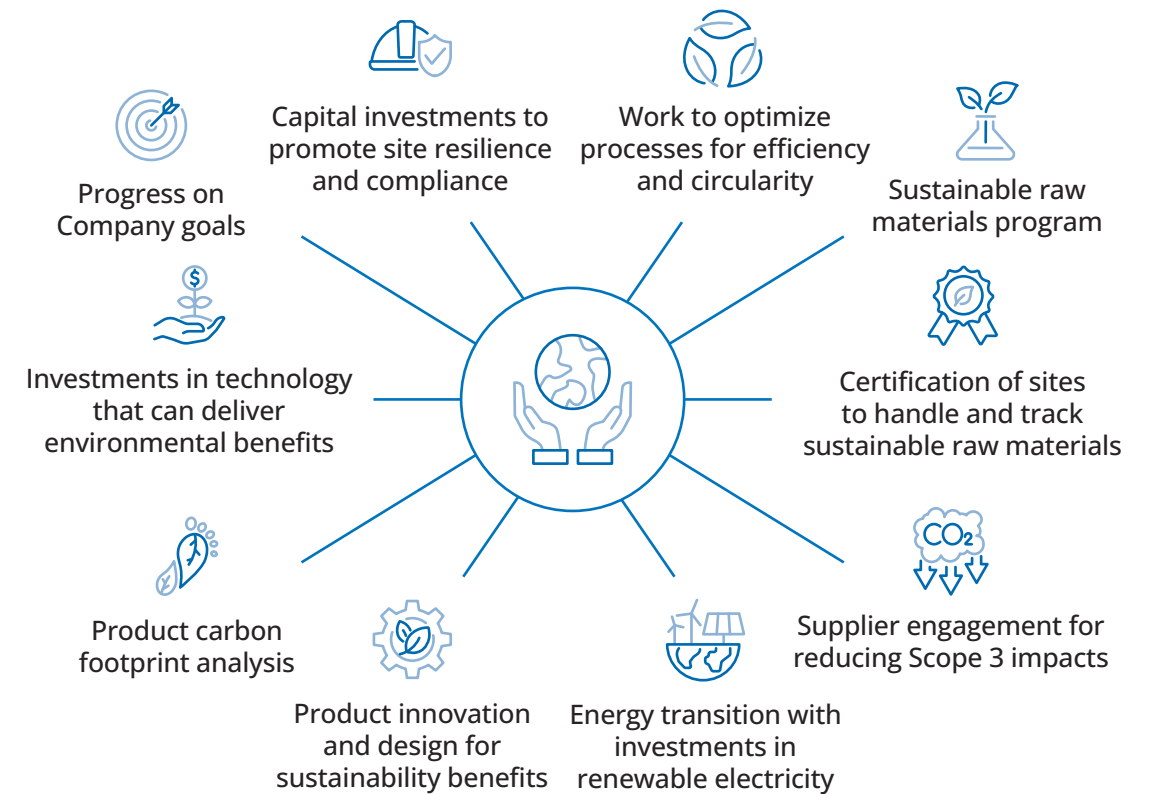 Capital investments to
promote site resilience
and compliance
Work to optimize
processes for efficiency
and circularity
Progress on
Company goals
Sustainable raw
materials program
$
Investments in technology
that can deliver
environmental benefits
Certification of sites
to handle and track
sustainable raw materials
CO₂
Product carbon
footprint analysis
Supplier engagement for
reducing Scope 3 impacts
Product innovation
and design for
sustainability benefits
Energy transition with
investments in
renewable electricity